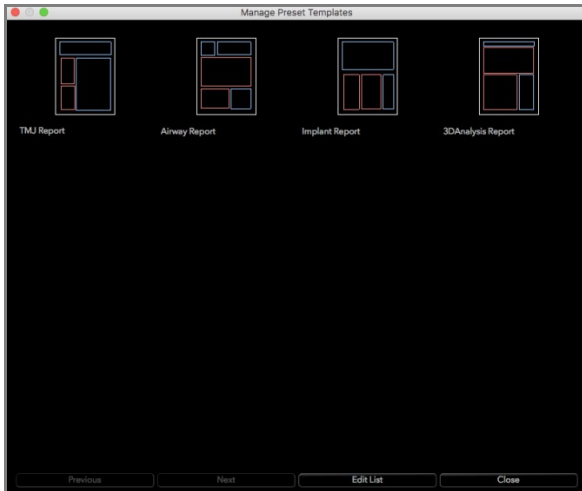 Manage Preset Templates
TMJ Report
Airway Report
Implant Report
3DAnalysis Report
Previous
Next
Edit List
Close